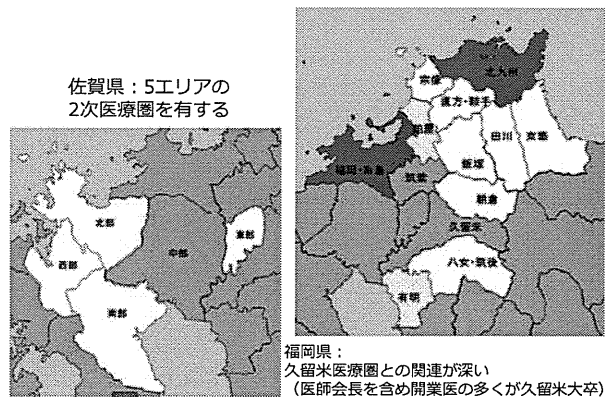 佐賀県：5エリアの
2次医療圏を有する
北部
西部
中部
東部
南部
北九州
宗像
直方・鞍手
粕屋
福岡・糸島
飯塚
田川
京築
筑紫
朝倉
久留米
八女・筑後
有明
福岡県：
久留米医療圏との関連が深い
（医師会長を含め開業医の多くが久留米大卒）